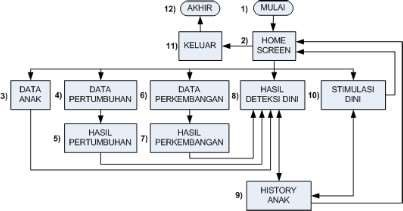 12) AKHIR 1) MULAI
11) KELUAR 2) HOME
SCREEN
3) DATA
ANAK
4) DATA
PERTUMBUHAN
6) DATA
PERKEMBANGAN
8) HASIL
DETEKSI DINI
10) STIMULASI
DINI
5) HASIL
PERTUMBUHAN
7) HASIL
PERKEMBANGAN
9) HISTORY
ANAK